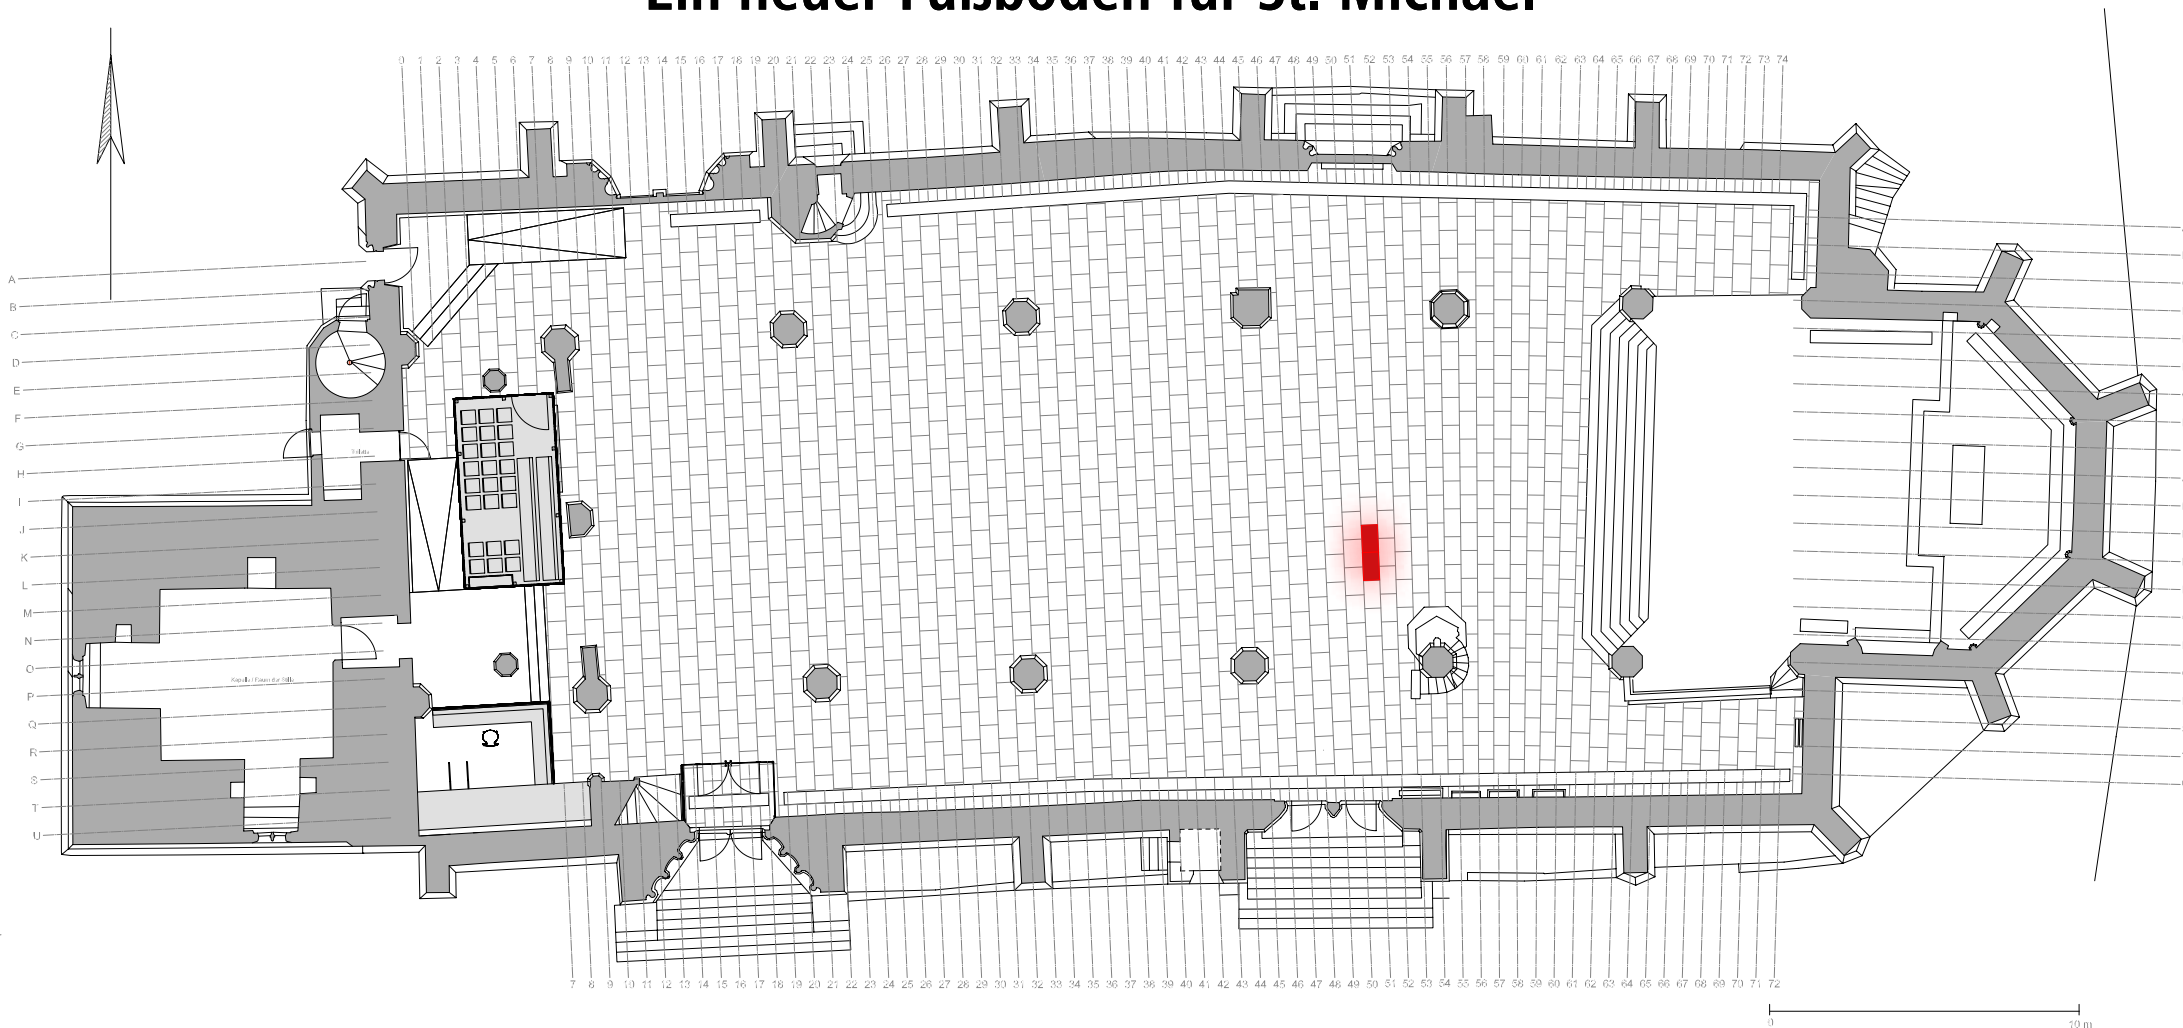 Ein neuer Fußboden für St. Michael
0 1 2 3 4 5 6 7 8 9 10 11 12 13 14 15 16 17 18 19 20 21 22 23 24 25 26 27 28 29 30 31 32 33 34 35 36 37 38 39 40 41 42 43 44 45 46 47 48 49 50 51 52 53 54 55 56 57 58 59 60 61 62 63 64 65 66 67 68 69 70 71 72 73 74
A
B
C
D
E
F
G
H
I
J
K
L
M
N
O
P
Q
R
S
T
U
7 8 9 10 11 12 13 14 15 16 17 18 19 20 21 22 23 24 25 26 27 28 29 30 31 32 33 34 35 36 37 38 39 40 41 42 43 44 45 46 47 48 49 50 51 52 53 54 55 56 57 58 59 60 61 62 63 64 65 66 67 68 69 70 71 72
0 10 m